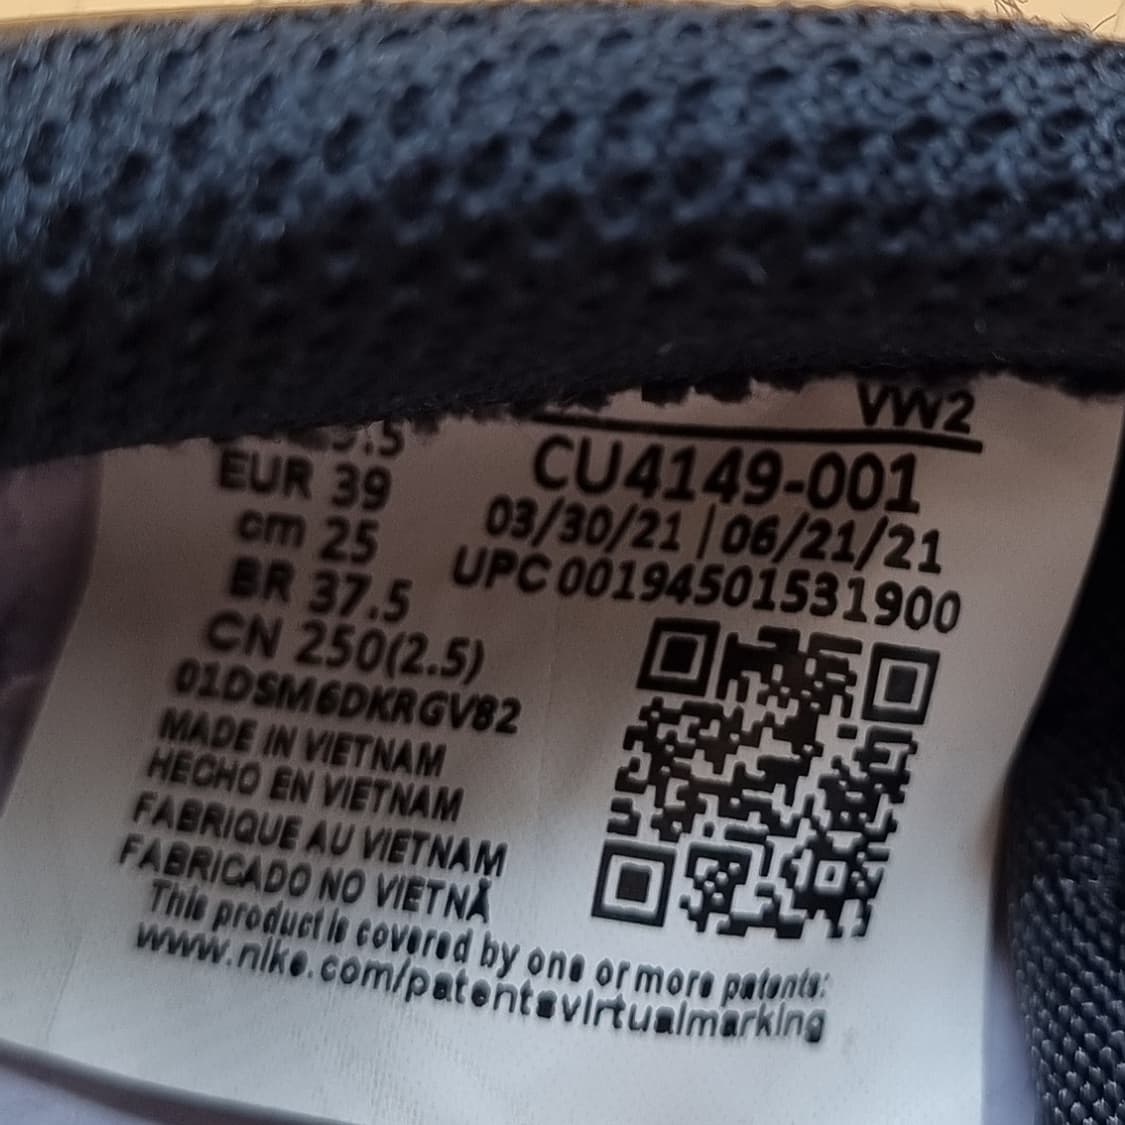 VW2
EUR 39
cm 25
BR 37.5
CN 250(2.5)
01DSM6DKRGV82
MADE IN VIETNAM
HECHO EN VIETNAM
FABRIQUE AU VIETNAM
FABRICADO NO VIETNÃ
CU4149-001
03/30/21 | 06/21/21
UPC 00194501531900
This product is covered by one or more patents:
www.nike.com/patentsvirtualmarking